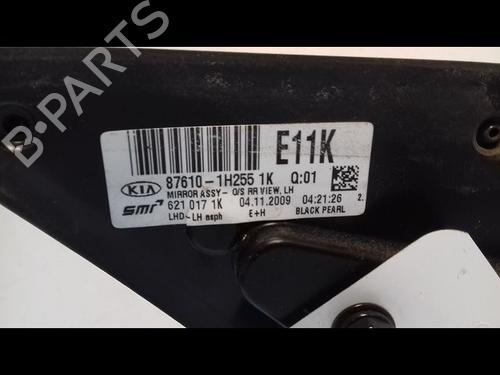 E11K
KIA 87610-1H255 1K Q:01
MIRROR ASSY- O/S RR VIEW, LH
smr 621 017 1K 04.11.2009 04:21:26 2.
LHD-LH asph E+H BLACK PEARL
B-PARTS